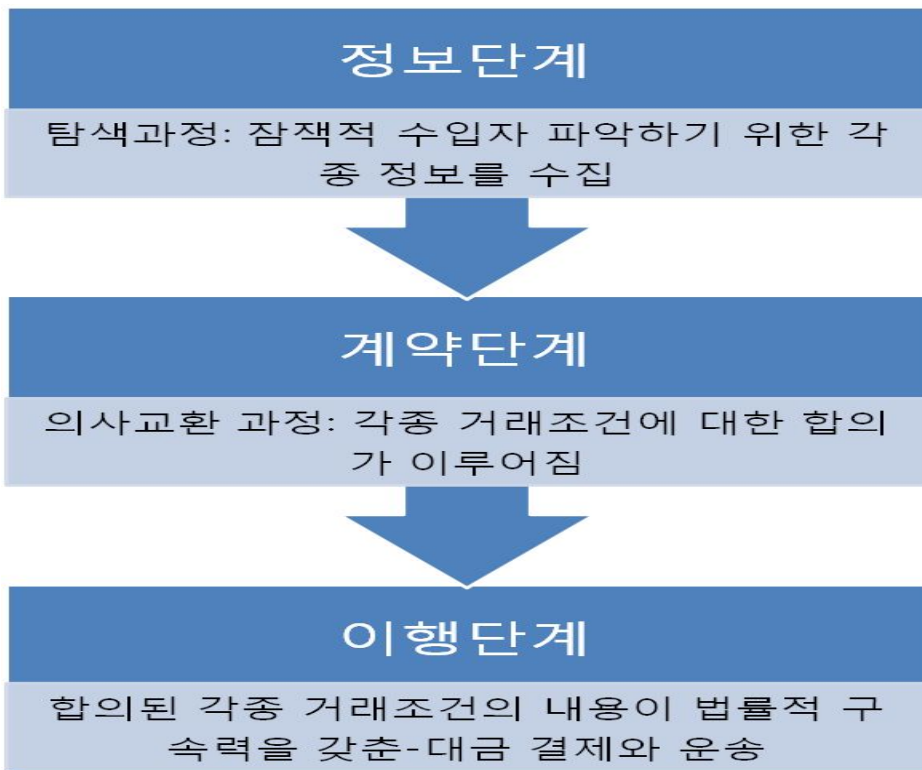 정보단계
탐색과정: 잠잭적 수입자 파악하기 위한 각
종 정보를 수집
계약단계
의사교환 과정: 각종 거래조건에 대한 합의
가 이루어짐
이행단계
합의된 각종 거래조건의 내용이 법률적 구
속력을 갖춘-대금 결제와 운송